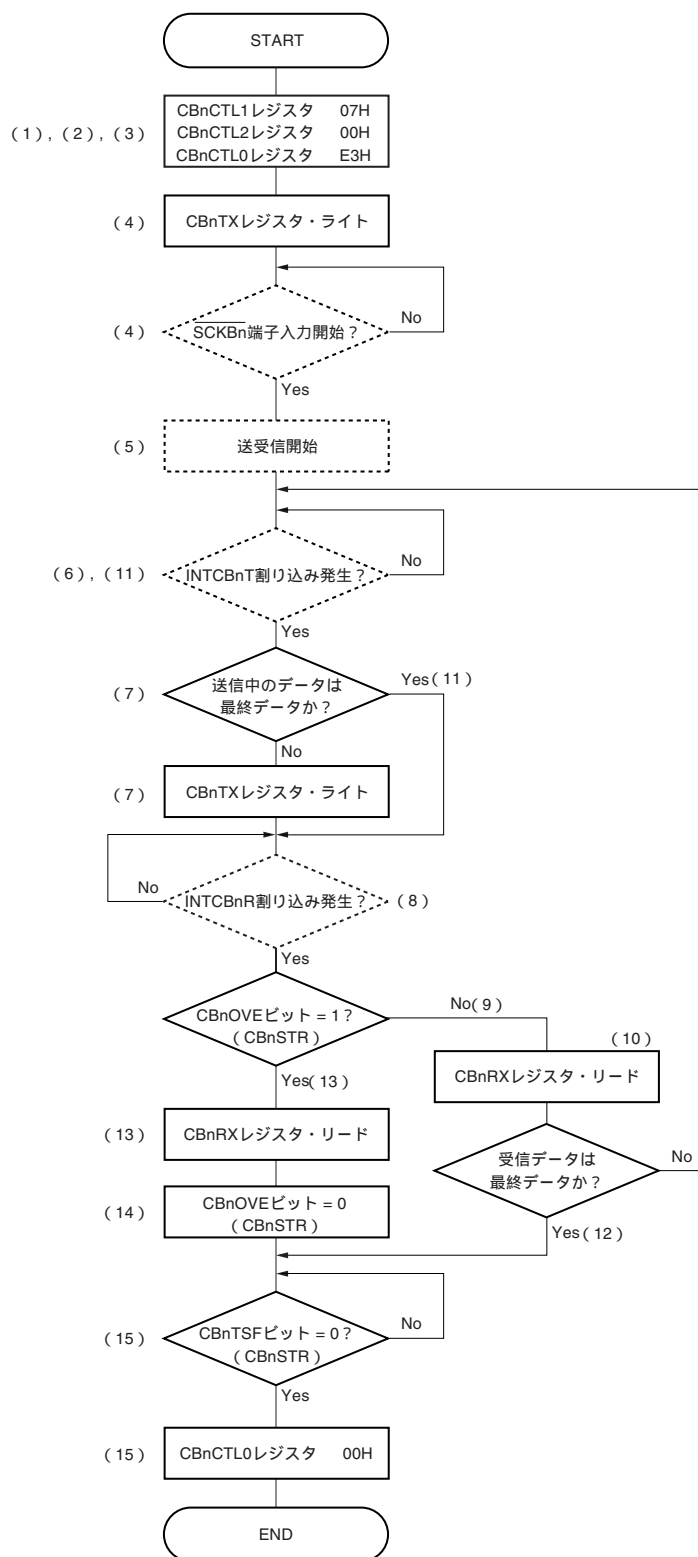 START
(1), (2), (3)
CBnCTL1レジスタ 07H
CBnCTL2レジスタ 00H
CBnCTL0レジスタ E3H
(4)
CBnTXレジスタ・ライト
(4)
SCKBn端子入力開始？
No
Yes
(5)
送受信開始
(6), (11)
INTCBnT割り込み発生？
No
Yes
(7)
送信中のデータは
最終データか？
Yes(11)
No
(7)
CBnTXレジスタ・ライト
No
INTCBnR割り込み発生？
(8)
Yes
CBnOVEビット = 1？
(CBnSTR)
No(9)
Yes(13)
(10)
CBnRXレジスタ・リード
(13)
CBnRXレジスタ・リード
受信データは
最終データか？
No
Yes(12)
(14)
CBnOVEビット = 0
(CBnSTR)
(15)
CBnTSFビット = 0？
(CBnSTR)
No
Yes
(15)
CBnCTL0レジスタ 00H
END